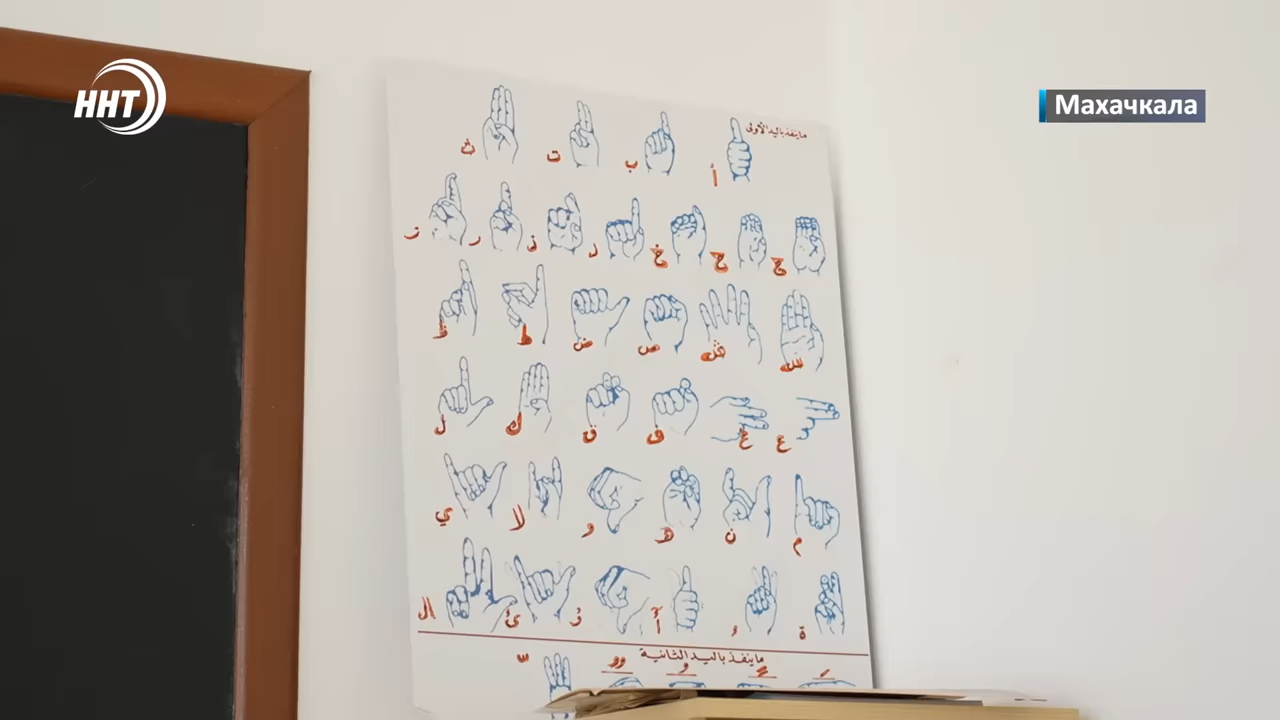 ННТ
Махачкала
ما ينفذ باليد الأولى
أ ب ت ث
ج ح خ د ذ ر ز
س ش ص ض ط ظ
ع غ ف ق ك ل
م ن ه و لا ي
ة ء آ ؤ ئ ال
ما ينفذ باليد الثانية